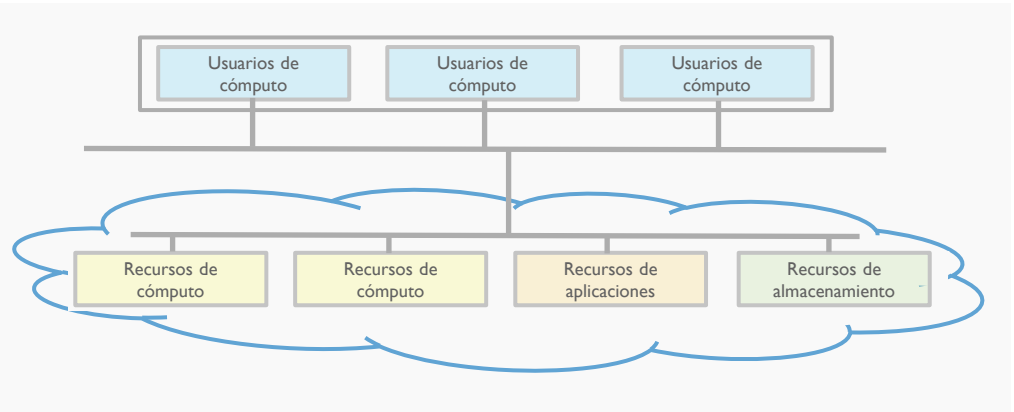 Usuarios de
cómputo
Usuarios de
cómputo
Usuarios de
cómputo
Recursos de
cómputo
Recursos de
cómputo
Recursos de
aplicaciones
Recursos de
almacenamiento